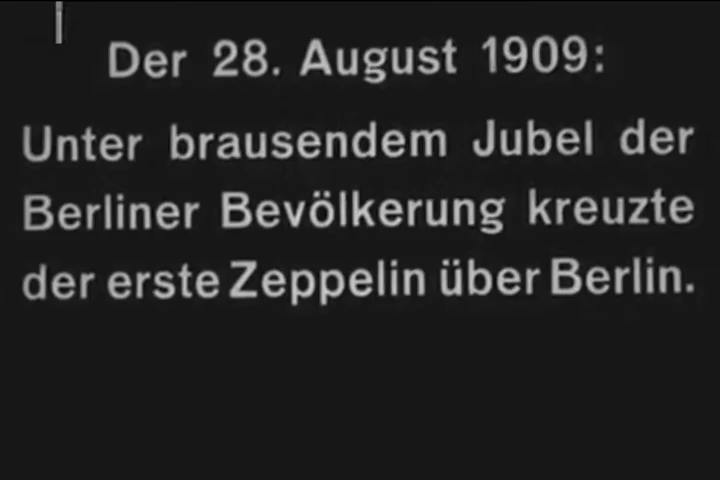 Der 28. August 1909:
Unter brausendem Jubel der
Berliner Bevölkerung kreuzte
der erste Zeppelin über Berlin.